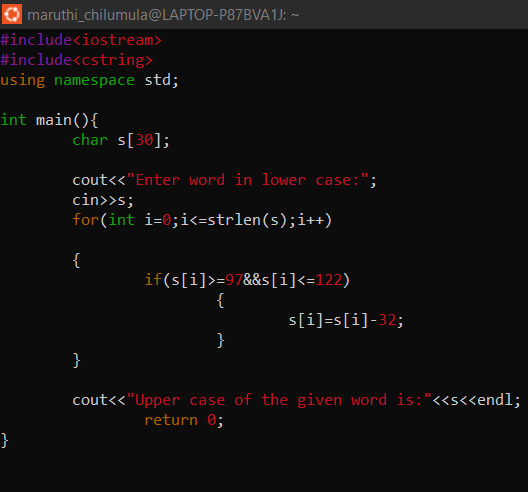 maruthi_chilumula@LAPTOP-P87BVA1J: ~
#include<iostream>
#include<cstring>
using namespace std;
int main(){
char s[30];
cout<<"Enter word in lower case:";
cin>>s;
for(int i=0;i<=strlen(s);i++)
{
if(s[i]>=97&&s[i]<=122)
{
s[i]=s[i]-32;
}
}
cout<<"Upper case of the given word is:"<<s<<endl;
return 0;
}